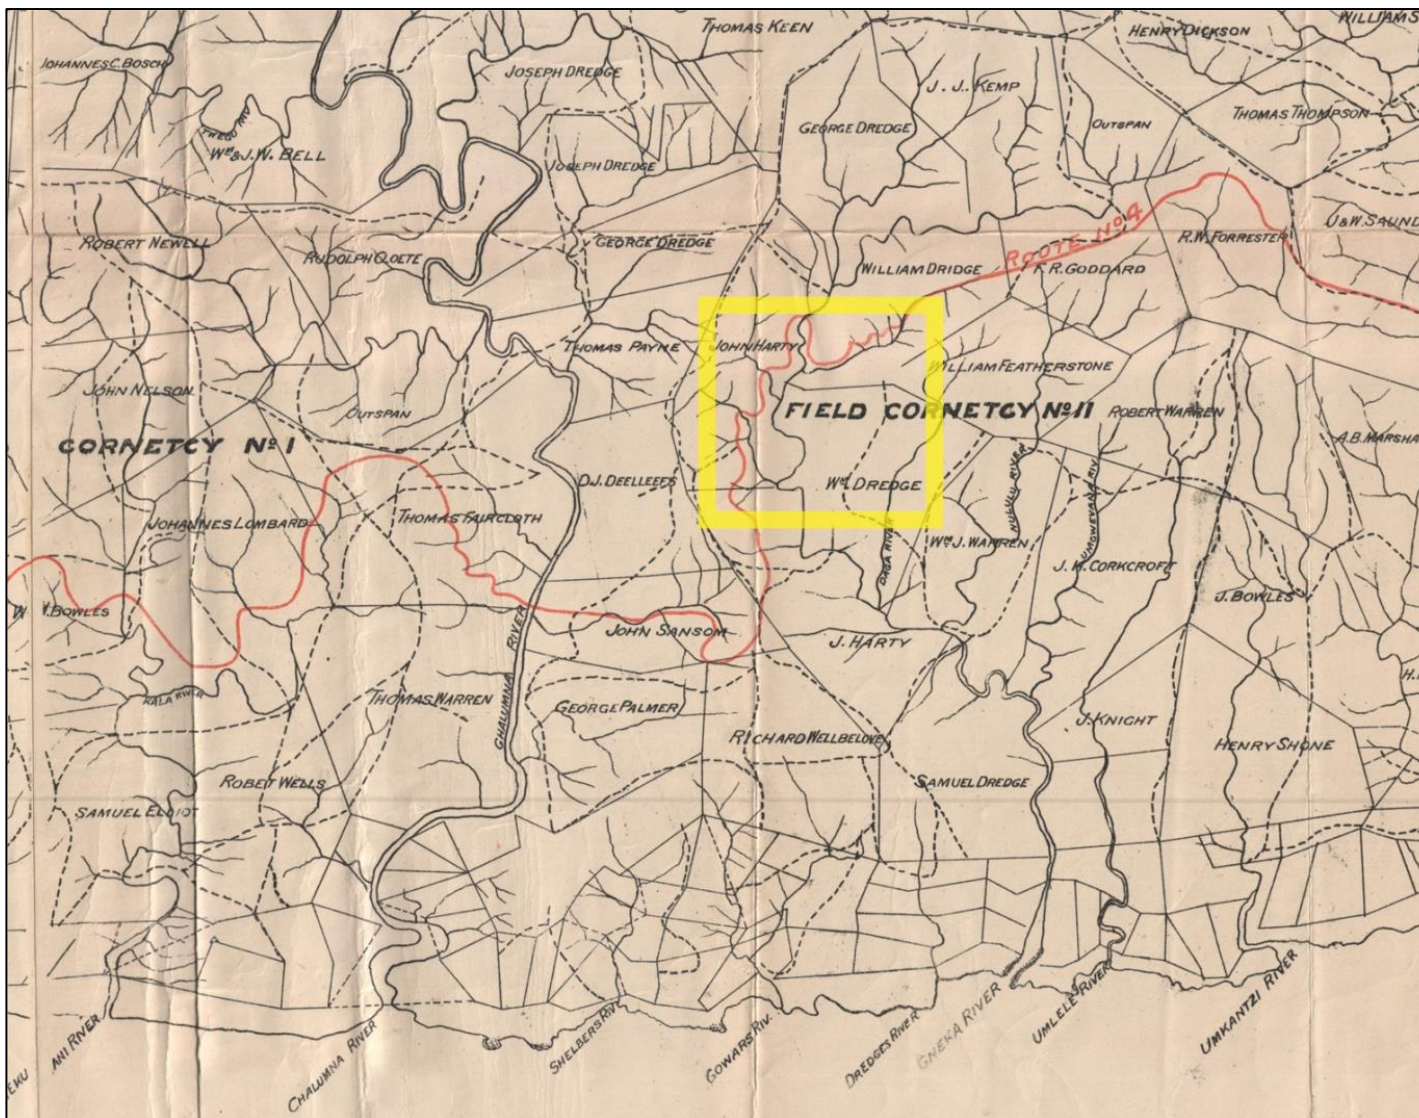 THOMAS KEEN
HENRY DICKSON
WILLIAM S
JOHANNES C. BOSCH
JOSEPH DREDGE
J. J. KEMP
THOMAS THOMPSON
GEORGE DREDGE
OUTSPAN
Wᵐ & J.W. BELL
JOSEPH DREDGE
J&W. SAUND
ROBERT NEWELL
RUDOLPH CLOETE
GEORGE DREDGE
WILLIAM DRIDGE
ROUTE Nº 4
R.W. FORRESTER
F.R. GODDARD
THOMAS PAYNE
JOHN HARTY
WILLIAM FEATHERSTONE
JOHN NELSON
OUTSPAN
FIELD CORNETCY Nº II
ROBERT WARREN
CORNETCY Nº I
A.B. MARSHA
D.J. DEELLEEFS
Wᵐ DREDGE
NULULU RIVER
JOHANNES LOMBARD
THOMAS FAIRCLOTH
Wᵐ J. WARREN
J. BOWLES
BOWLES
JOHN SANSOM
J. HARTY
RIVER
KALA RIVER
THOMAS WARREN
CHALUMNA
GEORGE PALMER
J. KNIGHT
RICHARD WELLBELOVE
HENRY SHONE
ROBET WELLS
SAMUEL DREDGE
SAMUEL ELLIOT
ANI RIVER
CHALUMNA RIVER
SHELBERS RIV.
GOWARS RIV.
DREDGES RIVER
GNEKA RIVER
UMLELE RIVER
UMKANTZI RIVER
EKU